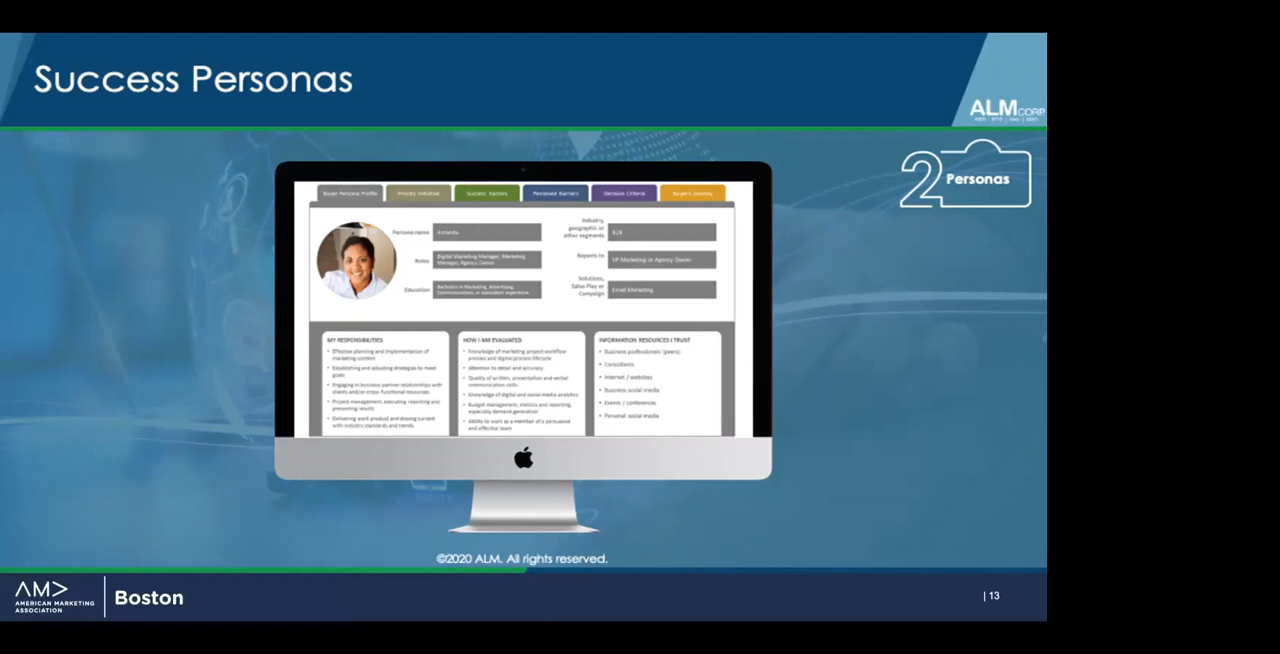 Success Personas
ALM CORP
2 Personas
Buyer Persona Profile
Priority Initiative
Success Factors
Perceived Barriers
Decision Criteria
Buyer's Journey
Persona name
Amanda
Roles
Digital Marketing Manager, Marketing
Manager, Agency Owner
Education
Bachelors in Marketing, Advertising,
Communications, or equivalent experience
Industry,
geographic or
other segments
B2B
Reports to
VP Marketing or Agency Owner
Solutions,
Sales Play or
Campaign
Email Marketing
MY RESPONSIBILITIES
• Effective planning and implementation of
marketing content
• Establishing and adjusting strategies to meet
goals
• Engaging in business partner relationships with
clients and/or cross-functional resources
• Project management, executing reporting and
presenting results
• Delivering work product and staying current
with industry standards and trends
HOW I AM EVALUATED
• Knowledge of marketing project workflow
process and digital process lifecycle
• Attention to detail and accuracy
• Quality of written, presentation and verbal
communication skills
• Knowledge of digital and social media analytics
• Budget management, metrics and reporting,
especially demand generation
• Ability to work as a member of a persuasive
and effective team
INFORMATION RESOURCES I TRUST
• Business professionals (peers)
• Consultants
• Internet / websites
• Business social media
• Events / conferences
• Personal social media
©2020 ALM. All rights reserved.
AMERICAN MARKETING
ASSOCIATION
Boston
| 13